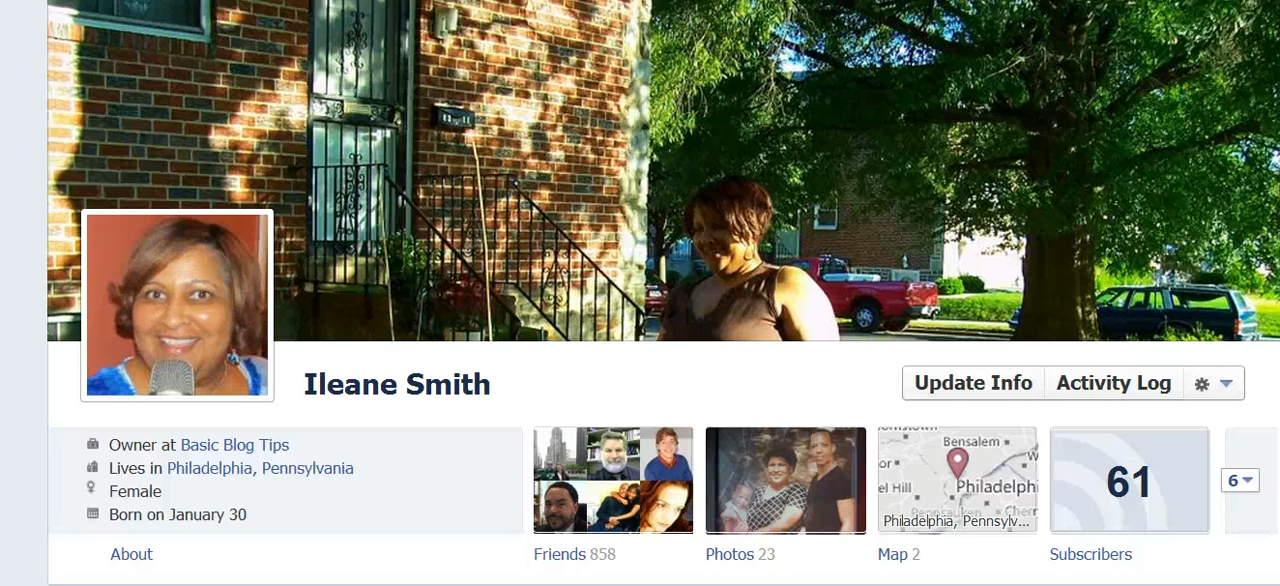 Ileane Smith
Update Info
Activity Log
Owner at Basic Blog Tips
Lives in Philadelphia, Pennsylvania
Female
Born on January 30
About
Friends 858
Photos 23
Bensalem
Philadelphi
Philadelphia, Pennsylv...
Map 2
61
Subscribers
6